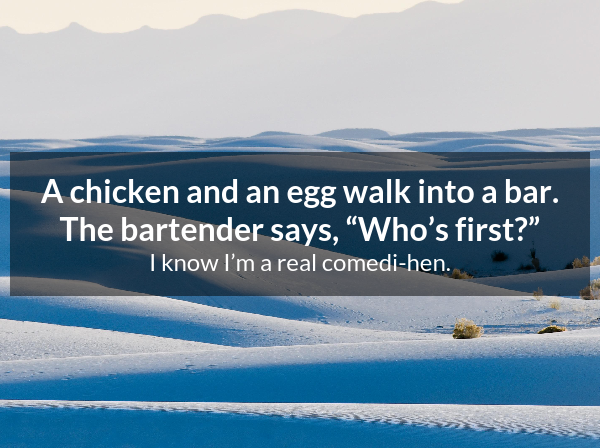 A chicken and an egg walk into a bar.
The bartender says, “Who’s first?”
I know I’m a real comedi-hen.